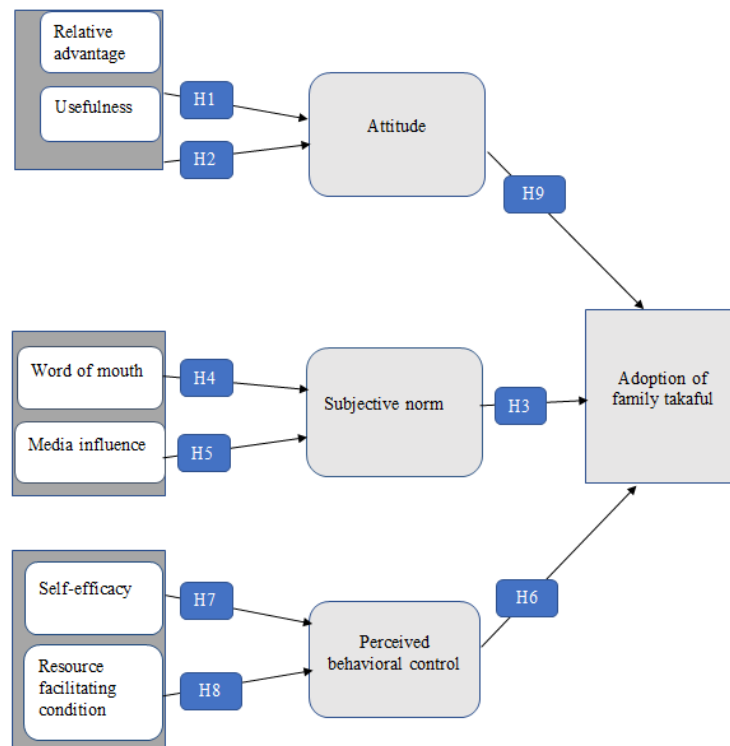 Relative
advantage
H1
Usefulness
Attitude
H2
H9
Word of mouth
H4
Adoption of
family takaful
Subjective norm
H3
Media influence
H5
Self-efficacy
H7
H6
Perceived
behavioral control
Resource
facilitating
condition
H8